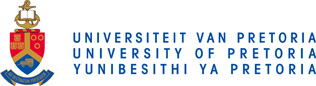 UNIVERSITEIT VAN PRETORIA
UNIVERSITY OF PRETORIA
YUNIBESITHI YA PRETORIA